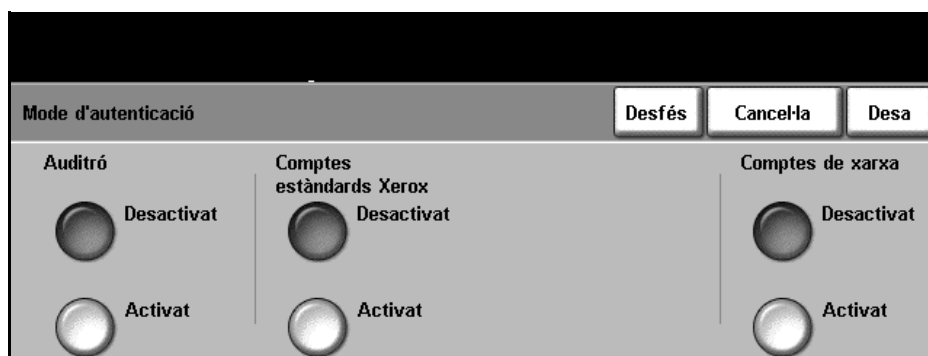 Mode d'autenticació
Desfés
Cancel·la
Desa
Auditró
Desactivat
Activat
Comptes
estàndards Xerox
Desactivat
Activat
Comptes de xarxa
Desactivat
Activat